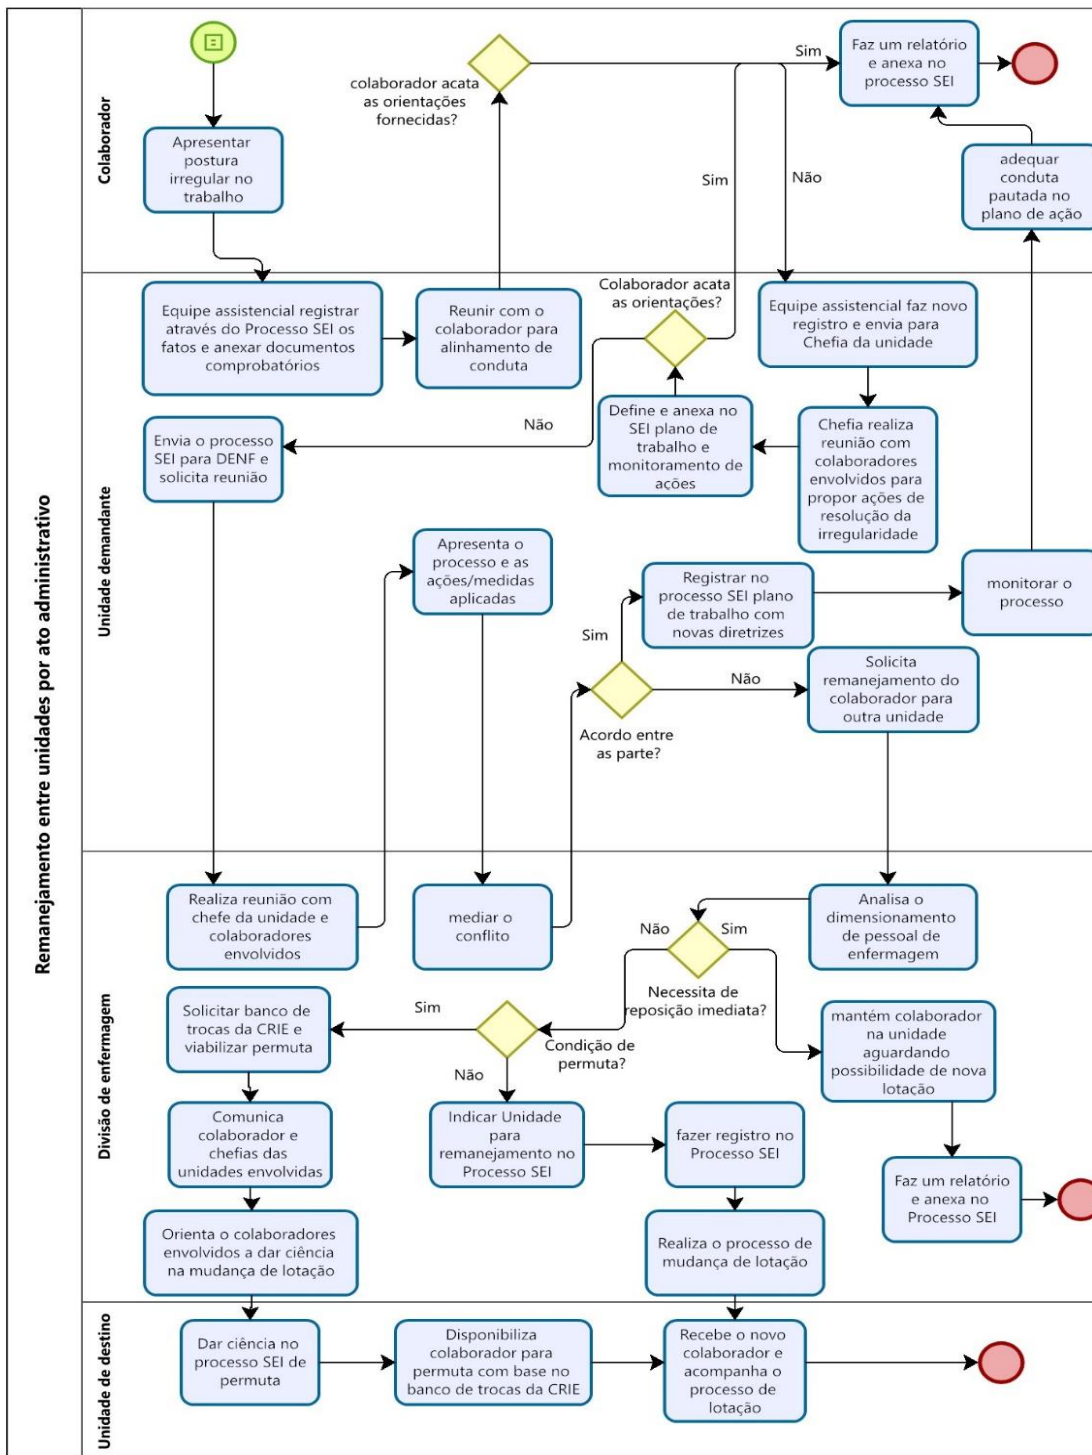 Remanejamento entre unidades por ato administrativo
Colaborador
colaborador acata
as orientações
fornecidas?
Sim
Faz um relatório
e anexa no
processo SEI
Apresentar
postura
irregular no
trabalho
Sim
Não
adequar
conduta
pautada no
plano de ação
Unidade demandante
Equipe assistencial registrar
através do Processo SEI os
fatos e anexar documentos
comprobatórios
Reunir com o
colaborador para
alinhamento de
conduta
Colaborador acata
as orientações?
Equipe assistencial faz novo
registro e envia para
Chefia da unidade
Envia o processo
SEI para DENF e
solicita reunião
Não
Define e anexa no
SEI plano de
trabalho e
monitoramento de
ações
Chefia realiza
reunião com
colaboradores
envolvidos para
propor ações de
resolução da
irregularidade
Apresenta o
processo e as
ações/medidas
aplicadas
Sim
Registrar no
processo SEI plano
de trabalho com
novas diretrizes
monitorar o
processo
Acordo entre
as parte?
Não
Solicita
remanejamento do
colaborador para
outra unidade
Divisão de enfermagem
Realiza reunião com
chefe da unidade e
colaboradores
envolvidos
mediar o
conflito
Não
Sim
Necessita de
reposição imediata?
Analisa o
dimensionamento
de pessoal de
enfermagem
Solicitar banco de
trocas da CRIE e
viabilizar permuta
Sim
Condição de
permuta?
Não
mantém colaborador
na unidade
aguardando
possibilidade de
nova lotação
Comunica
colaborador e
chefias das
unidades envolvidas
Indicar Unidade
para
remanejamento no
Processo SEI
fazer registro no
Processo SEI
Faz um relatório
e anexa no
Processo SEI
Orienta o colaboradores
envolvidos a dar ciência
na mudança de lotação
Realiza o processo de
mudança de lotação
Unidade de destino
Dar ciência no
processo SEI de
permuta
Disponibiliza
colaborador para
permuta com base no
banco de trocas da CRIE
Recebe o novo
colaborador e
acompanha o
processo de
lotação